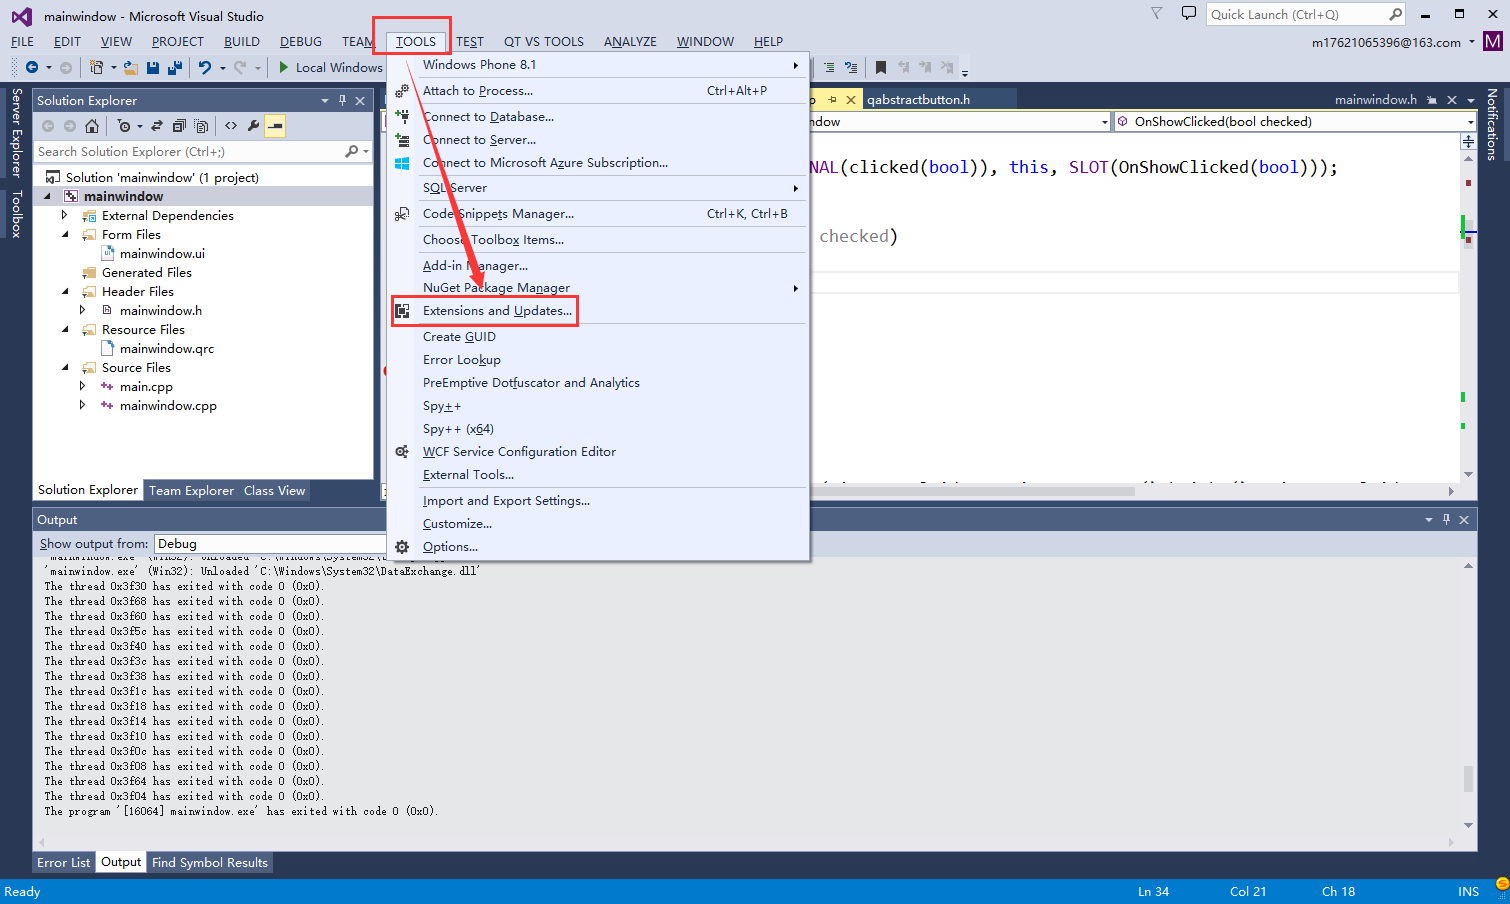 mainwindow - Microsoft Visual Studio
Quick Launch (Ctrl+Q)
FILE EDIT VIEW PROJECT BUILD DEBUG TEAM TOOLS TEST QT VS TOOLS ANALYZE WINDOW HELP
m17621065396@163.com M
Local Windows
Server Explorer
Toolbox
Notifications
Solution Explorer
Search Solution Explorer (Ctrl+;)
Solution 'mainwindow' (1 project)
mainwindow
External Dependencies
Form Files
mainwindow.ui
Generated Files
Header Files
mainwindow.h
Resource Files
mainwindow.qrc
Source Files
main.cpp
mainwindow.cpp
Solution Explorer Team Explorer Class View
Windows Phone 8.1
Attach to Process... Ctrl+Alt+P
Connect to Database...
Connect to Server...
Connect to Microsoft Azure Subscription...
SQL Server
Code Snippets Manager... Ctrl+K, Ctrl+B
Choose Toolbox Items...
Add-in Manager...
NuGet Package Manager
Extensions and Updates...
Create GUID
Error Lookup
PreEmptive Dotfuscator and Analytics
Spy++
Spy++ (x64)
WCF Service Configuration Editor
External Tools...
Import and Export Settings...
Customize...
Options...
p qabstractbutton.h mainwindow.h
ndow OnShowClicked(bool checked)
NAL(clicked(bool)), this, SLOT(OnShowClicked(bool)));
checked)
Output
Show output from: Debug
'mainwindow.exe' (Win32): Unloaded 'C:\Windows\System32\
'mainwindow.exe' (Win32): Unloaded 'C:\Windows\System32\DataExchange.dll'
The thread 0x3f30 has exited with code 0 (0x0).
The thread 0x3f68 has exited with code 0 (0x0).
The thread 0x3f60 has exited with code 0 (0x0).
The thread 0x3f5c has exited with code 0 (0x0).
The thread 0x3f40 has exited with code 0 (0x0).
The thread 0x3f3c has exited with code 0 (0x0).
The thread 0x3f38 has exited with code 0 (0x0).
The thread 0x3f1c has exited with code 0 (0x0).
The thread 0x3f18 has exited with code 0 (0x0).
The thread 0x3f14 has exited with code 0 (0x0).
The thread 0x3f10 has exited with code 0 (0x0).
The thread 0x3f0c has exited with code 0 (0x0).
The thread 0x3f08 has exited with code 0 (0x0).
The thread 0x3f64 has exited with code 0 (0x0).
The thread 0x3f04 has exited with code 0 (0x0).
The program '[16064] mainwindow.exe' has exited with code 0 (0x0).
Error List Output Find Symbol Results
Ready Ln 34 Col 21 Ch 18 INS